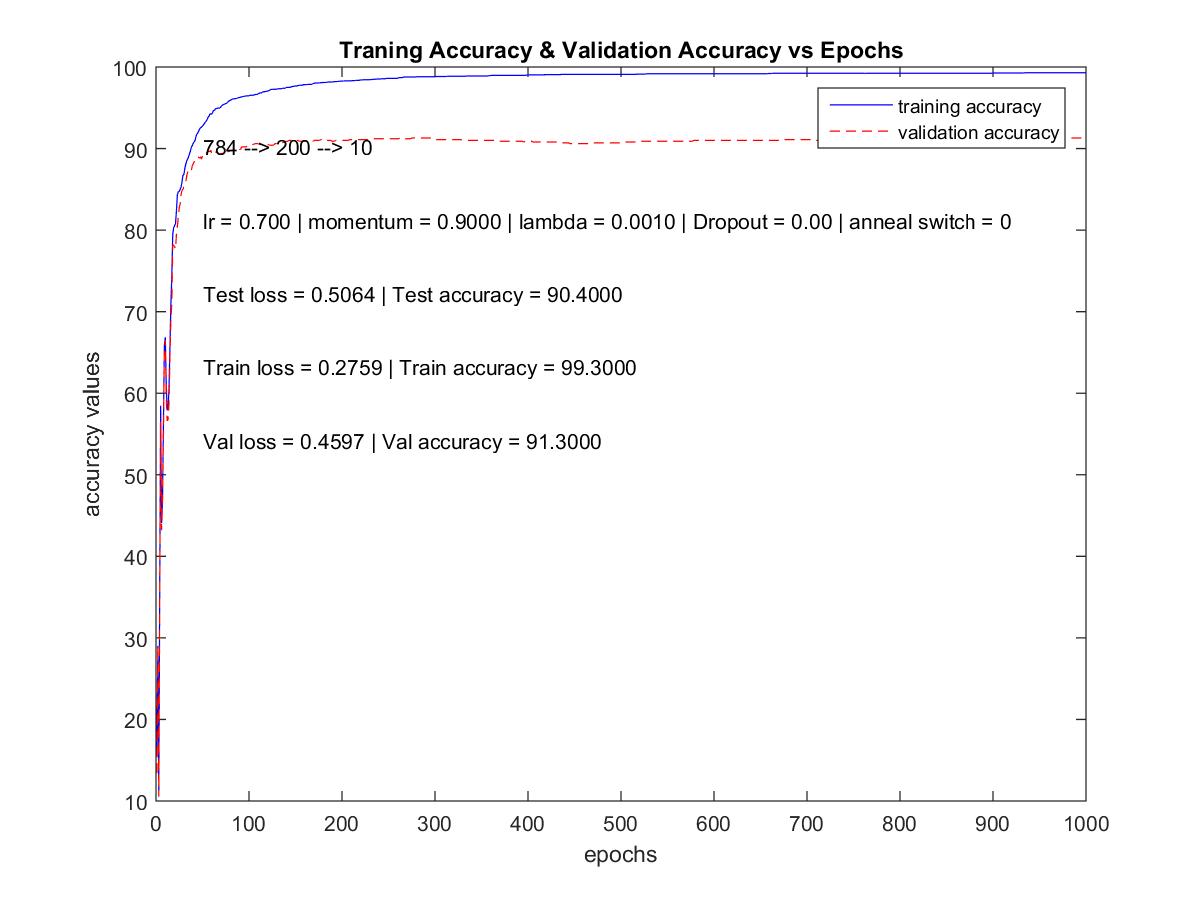 Traning Accuracy & Validation Accuracy vs Epochs
100
90
80
70
60
50
40
30
20
10
accuracy values
training accuracy
validation accuracy
784 --> 200 --> 10
lr = 0.700 | momentum = 0.9000 | lambda = 0.0010 | Dropout = 0.00 | anneal switch = 0
Test loss = 0.5064 | Test accuracy = 90.4000
Train loss = 0.2759 | Train accuracy = 99.3000
Val loss = 0.4597 | Val accuracy = 91.3000
0 100 200 300 400 500 600 700 800 900 1000
epochs